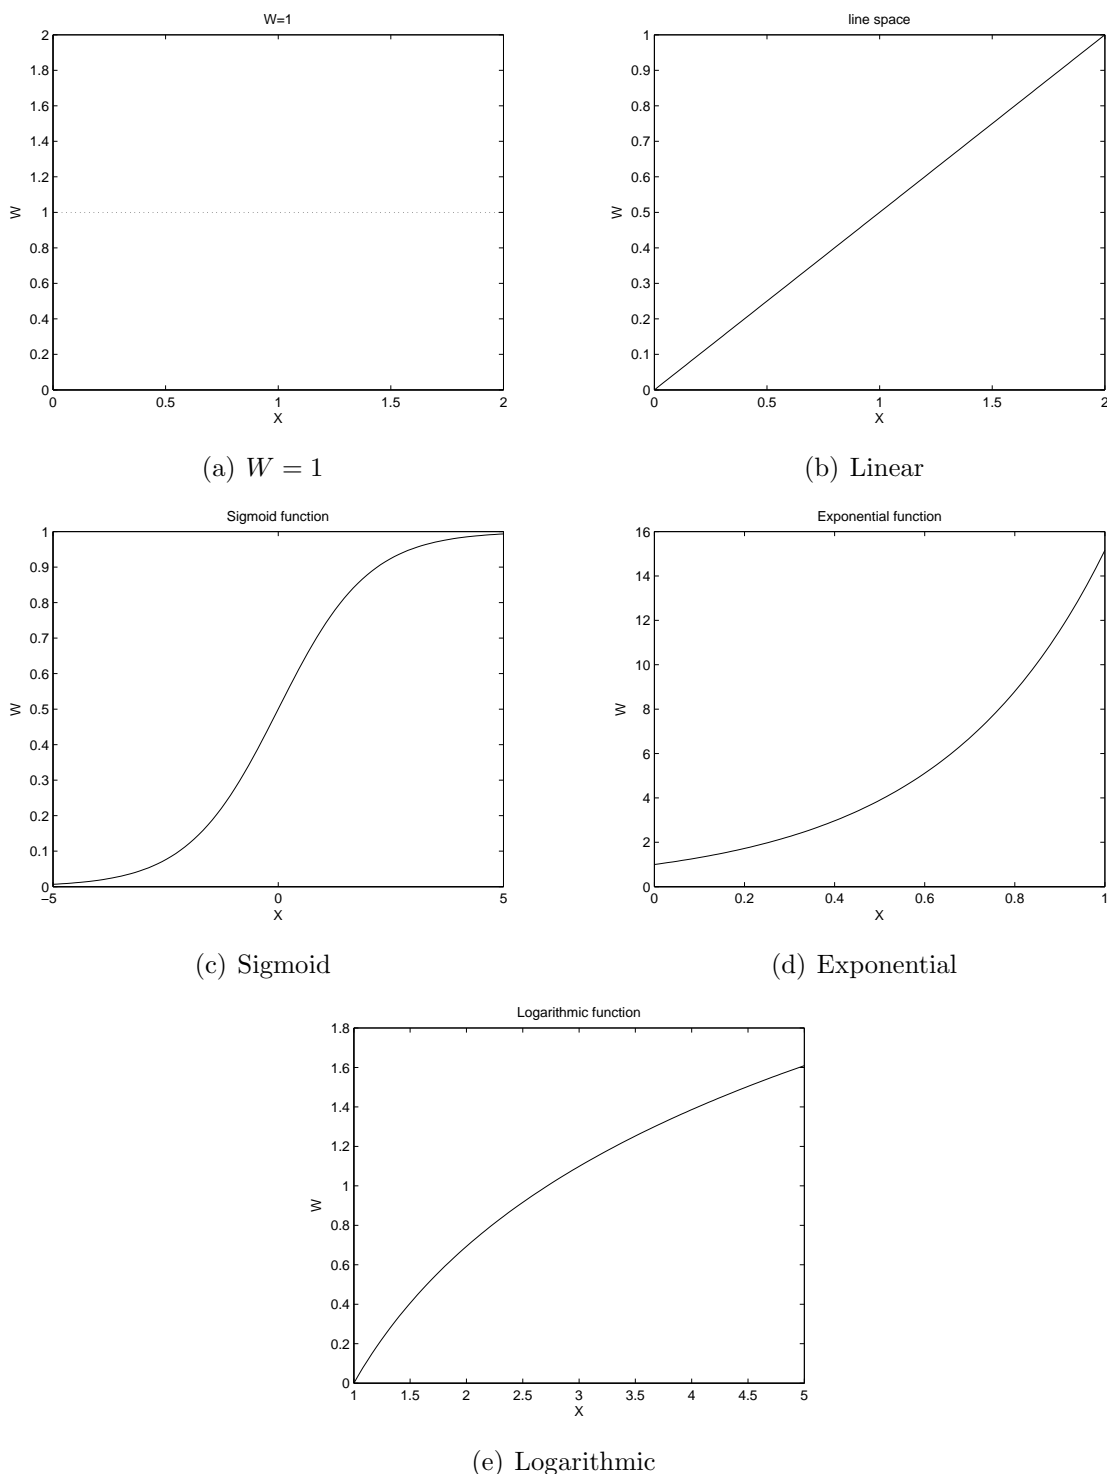 W=1
2
1.8
1.6
1.4
1.2
1
0.8
0.6
0.4
0.2
0
W
0 0.5 1 1.5 2
X
(a) W = 1
line space
1
0.9
0.8
0.7
0.6
0.5
0.4
0.3
0.2
0.1
0
W
0 0.5 1 1.5 2
X
(b) Linear
Sigmoid function
1
0.9
0.8
0.7
0.6
0.5
0.4
0.3
0.2
0.1
0
W
−5 0 5
X
(c) Sigmoid
Exponential function
16
14
12
10
8
6
4
2
0
W
0 0.2 0.4 0.6 0.8 1
X
(d) Exponential
Logarithmic function
1.8
1.6
1.4
1.2
1
0.8
0.6
0.4
0.2
0
W
1 1.5 2 2.5 3 3.5 4 4.5 5
X
(e) Logarithmic